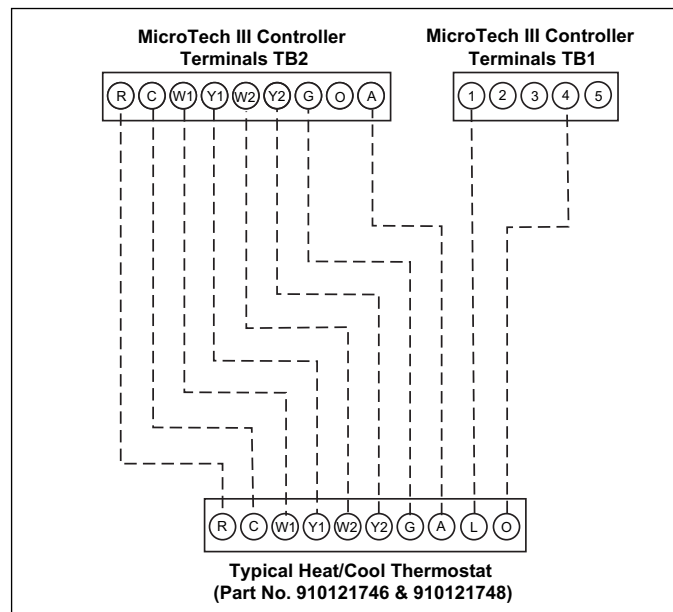 MicroTech III Controller
Terminals TB2
MicroTech III Controller
Terminals TB1
R C W1 Y1 W2 Y2 G O A
1 2 3 4 5
R C W1 Y1 W2 Y2 G A L O
Typical Heat/Cool Thermostat
(Part No. 910121746 & 910121748)